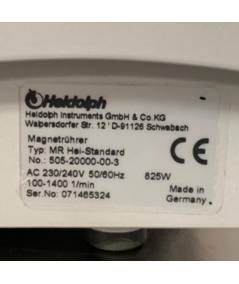 Heidolph
Heidolph Instruments GmbH & Co.KG
Walpersdorfer Str. 12 ' D-91126 Schwabach
Magnetrührer
Typ: MR Hei-Standard
No.: 505-20000-00-3
CE
AC 230/240V 50/60Hz 825W
100-1400 1/min Made in
Ser.No: 071465324 Germany